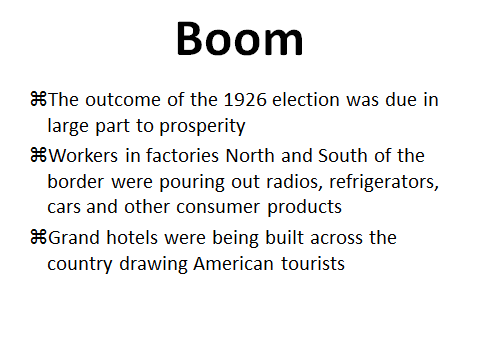 Boom
⌘The outcome of the 1926 election was due in
large part to prosperity
⌘Workers in factories North and South of the
border were pouring out radios, refrigerators,
cars and other consumer products
⌘Grand hotels were being built across the
country drawing American tourists